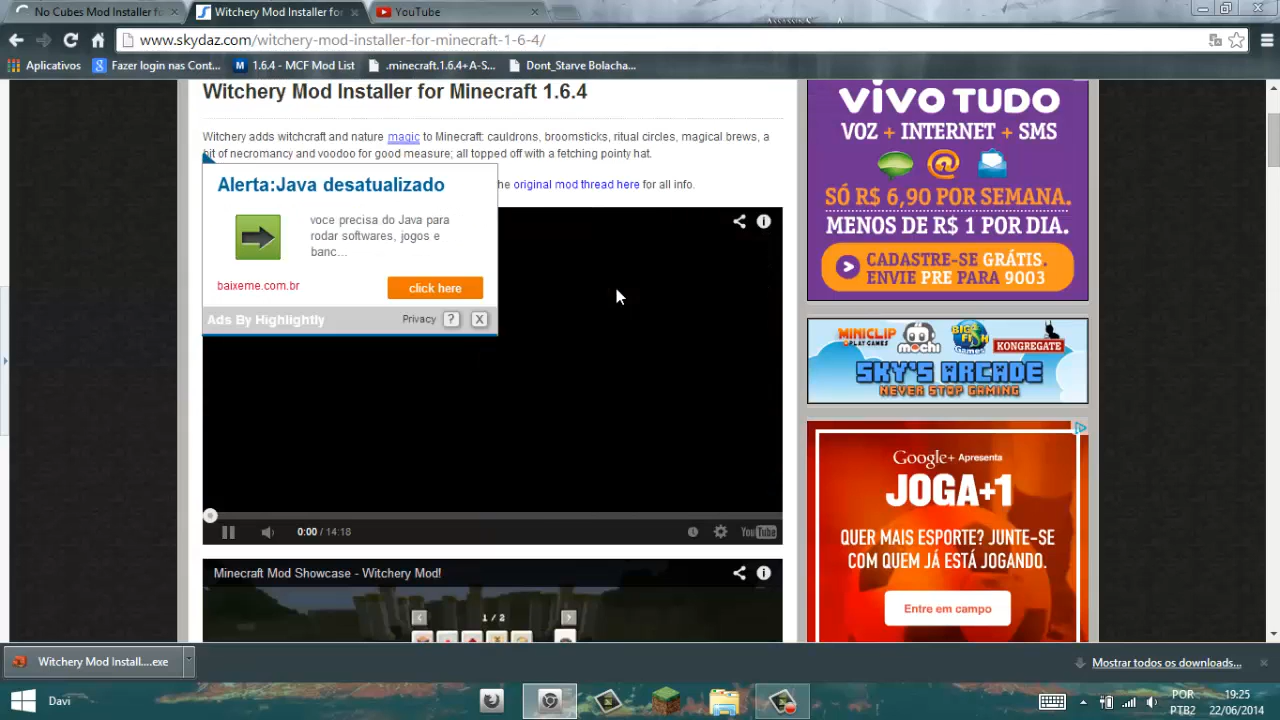 No Cubes Mod Installer fo
Witchery Mod Installer for
YouTube
www.skydaz.com/witchery-mod-installer-for-minecraft-1-6-4/
Aplicativos
Fazer login nas Cont...
1.6.4 - MCF Mod List
.minecraft.1.6.4+A-S...
Dont_Starve Bolacha...
Witchery Mod Installer for Minecraft 1.6.4
Witchery adds witchcraft and nature magic to Minecraft: cauldrons, broomsticks, ritual circles, magical brews, a
bit of necromancy and voodoo for good measure; all topped off with a fetching pointy hat.
he original mod thread here for all info.
Alerta:Java desatualizado
voce precisa do Java para
rodar softwares, jogos e
banc...
baixeme.com.br
click here
Ads By Highlightly
Privacy
?
X
0:00 / 14:18
YouTube
Minecraft Mod Showcase - Witchery Mod!
1 / 2
VIVO TUDO
VOZ + INTERNET + SMS
SÓ R$ 6,90 POR SEMANA.
MENOS DE R$ 1 POR DIA.
CADASTRE-SE GRÁTIS.
ENVIE PRE PARA 9003
MINICLIP
PLAY GAMES
mochi
BIG FISH
Games
KONGREGATE
SKY'S ARCADE
NEVER STOP GAMING
Google+ Apresenta
JOGA+1
QUER MAIS ESPORTE? JUNTE-SE
COM QUEM JÁ ESTÁ JOGANDO.
Entre em campo
Witchery Mod Install....exe
Mostrar todos os downloads...
Davi
POR
PTB2
19:25
22/06/2014